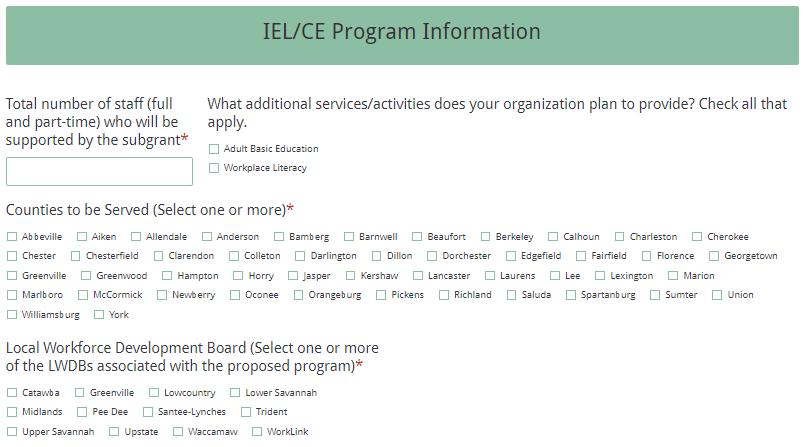 IEL/CE Program Information
Total number of staff (full
and part-time) who will be
supported by the subgrant*
What additional services/activities does your organization plan to provide? Check all that
apply.
Adult Basic Education
Workplace Literacy
Counties to be Served (Select one or more)*
Abbeville Aiken Allendale Anderson Bamberg Barnwell Beaufort Berkeley Calhoun Charleston Cherokee
Chester Chesterfield Clarendon Colleton Darlington Dillon Dorchester Edgefield Fairfield Florence Georgetown
Greenville Greenwood Hampton Horry Jasper Kershaw Lancaster Laurens Lee Lexington Marion
Marlboro McCormick Newberry Oconee Orangeburg Pickens Richland Saluda Spartanburg Sumter Union
Williamsburg York
Local Workforce Development Board (Select one or more
of the LWDBs associated with the proposed program)*
Catawba Greenville Lowcountry Lower Savannah
Midlands Pee Dee Santee-Lynches Trident
Upper Savannah Upstate Waccamaw WorkLink